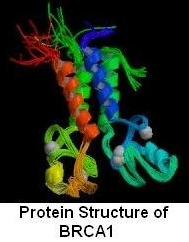 Protein Structure of
BRCA1